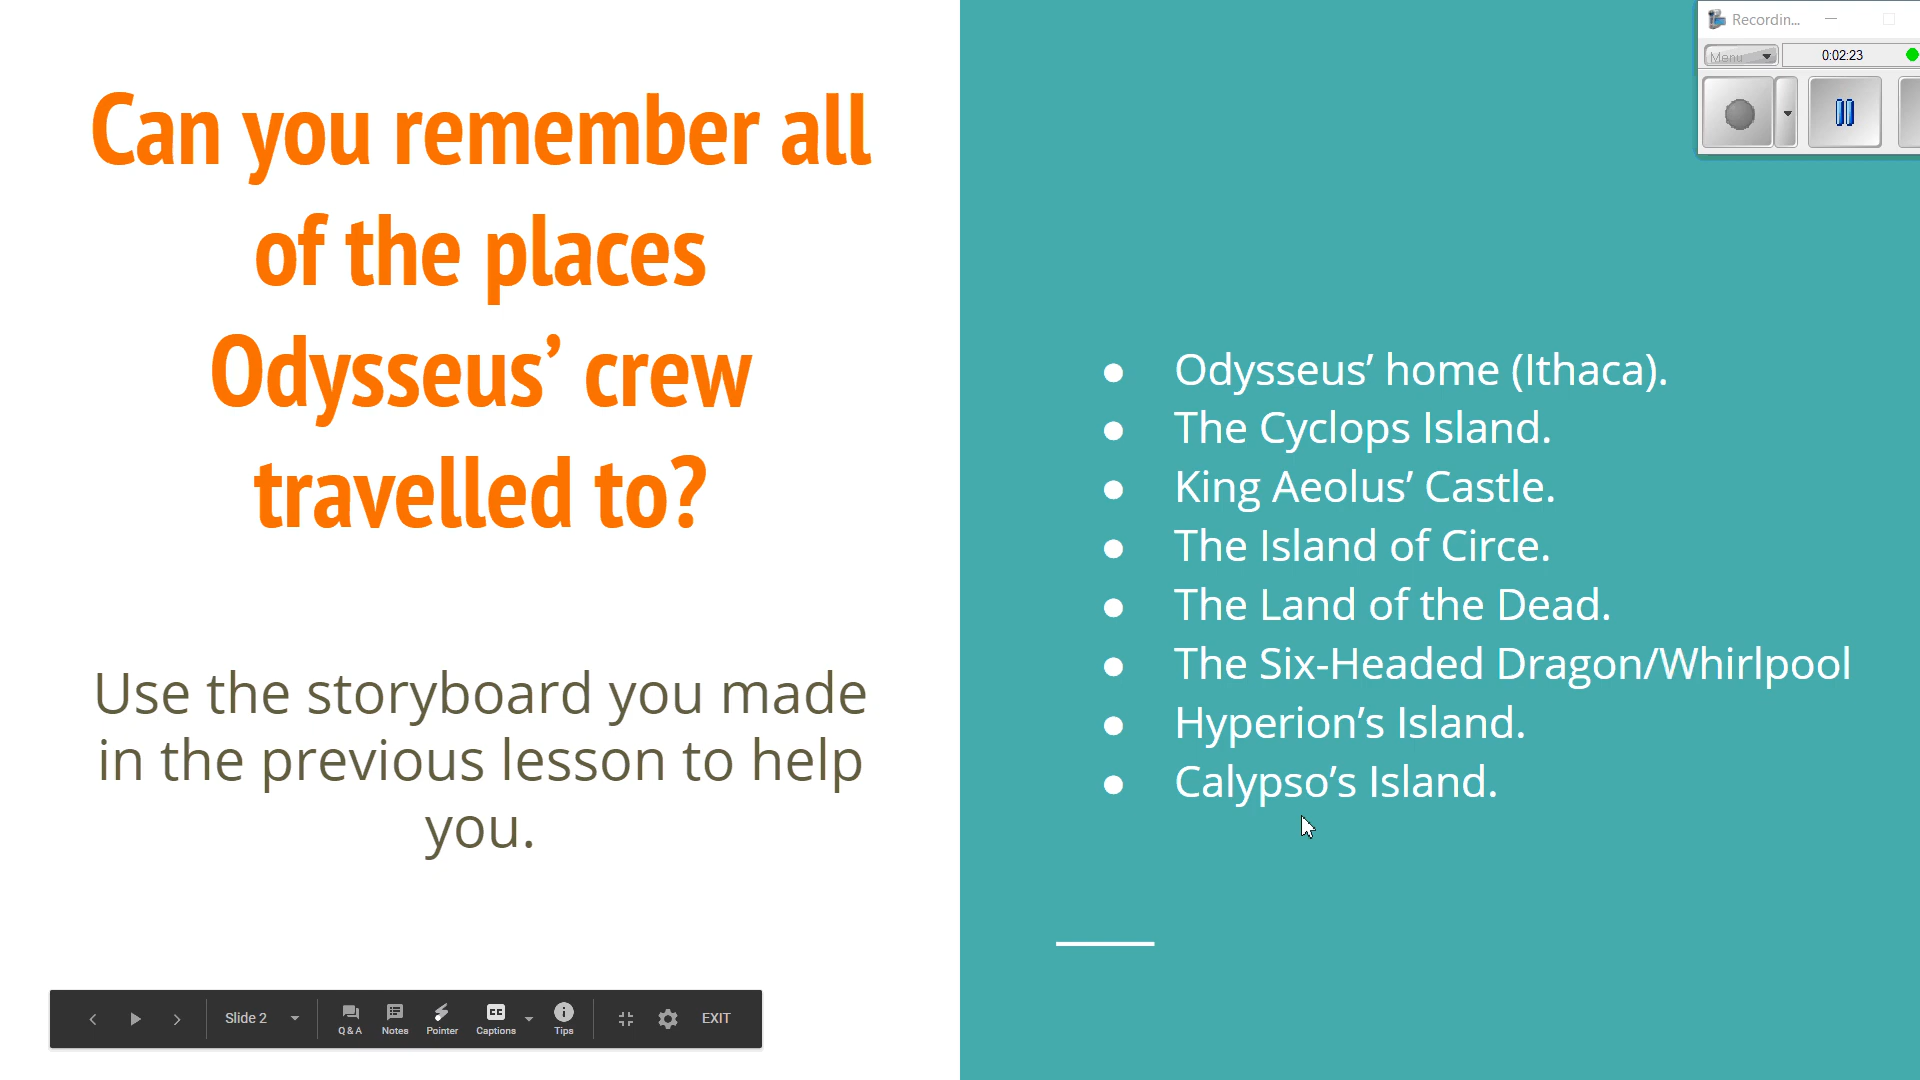 Can you remember all
of the places
Odysseus’ crew
travelled to?
Use the storyboard you made
in the previous lesson to help
you.
● Odysseus’ home (Ithaca).
● The Cyclops Island.
● King Aeolus’ Castle.
● The Island of Circe.
● The Land of the Dead.
● The Six-Headed Dragon/Whirlpool
● Hyperion’s Island.
● Calypso’s Island.
Recordin...
Menu 0:02:23
Slide 2 Q&A Notes Pointer Captions Tips EXIT